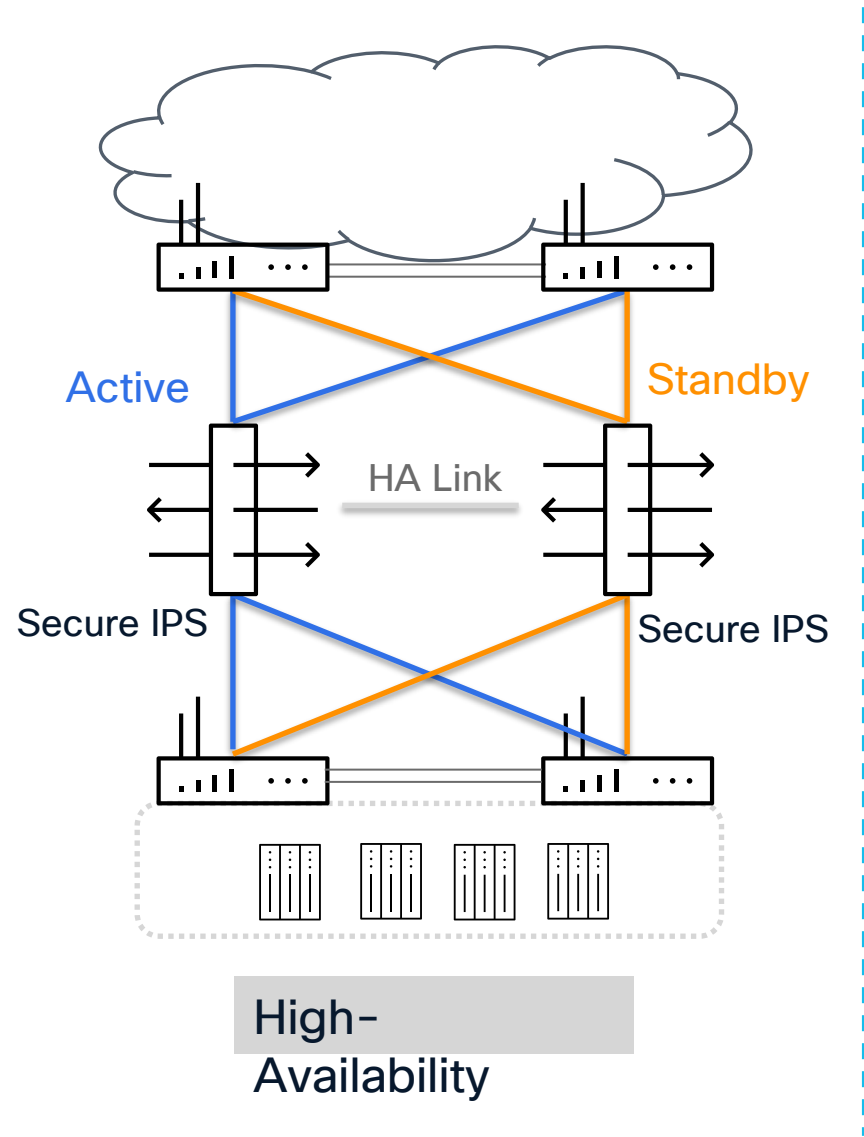 Active
Standby
HA Link
Secure IPS
Secure IPS
High-
Availability